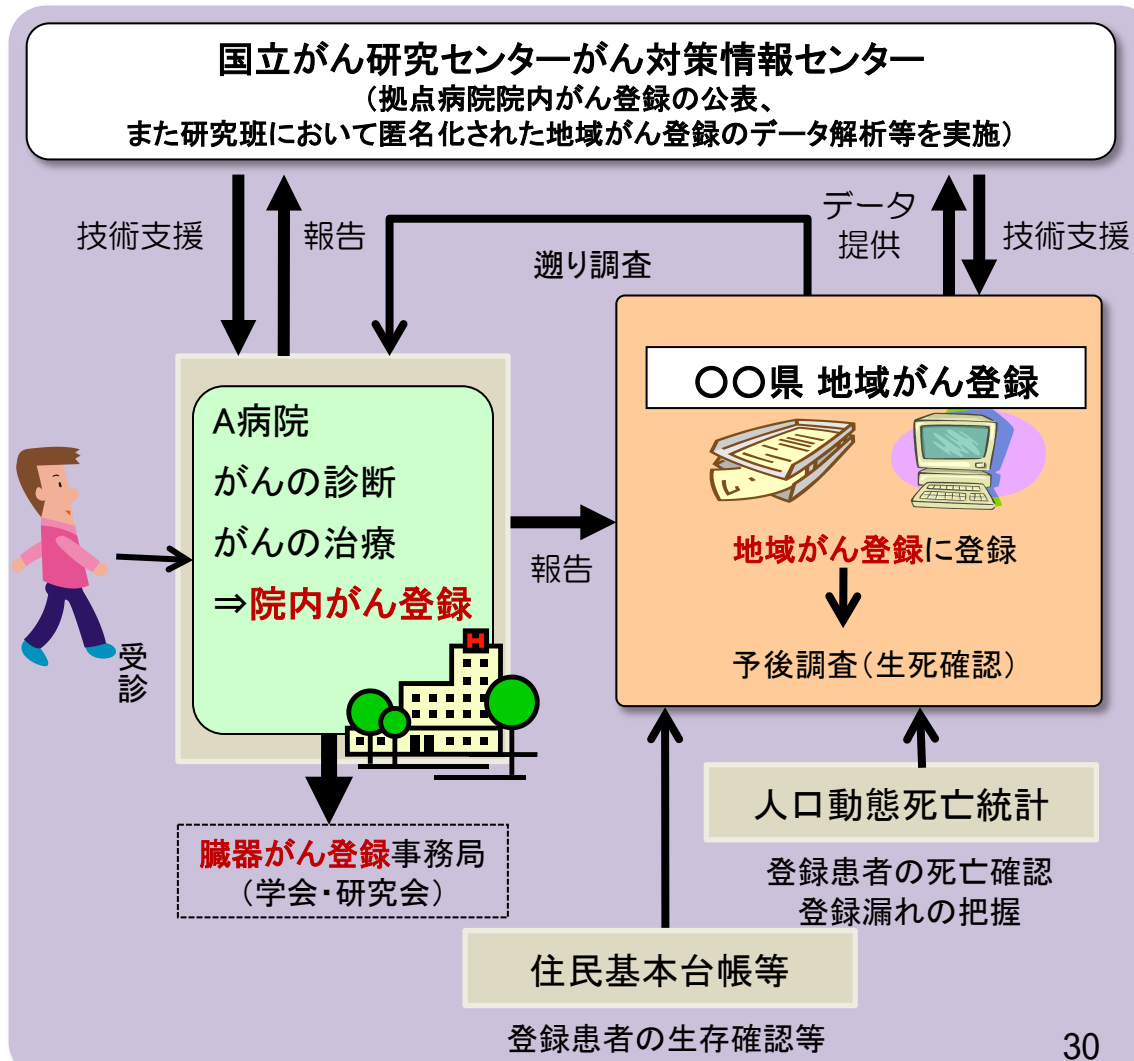 国立がん研究センターがん対策情報センター
（拠点病院院内がん登録の公表、
また研究班において匿名化された地域がん登録のデータ解析等を実施）
技術支援
報告
遡り調査
データ
提供
技術支援
〇〇県 地域がん登録
A病院
がんの診断
がんの治療
⇒院内がん登録
H
受診
報告
地域がん登録に登録
予後調査（生死確認）
臓器がん登録事務局
（学会・研究会）
人口動態死亡統計
登録患者の死亡確認
登録漏れの把握
住民基本台帳等
登録患者の生存確認等
30